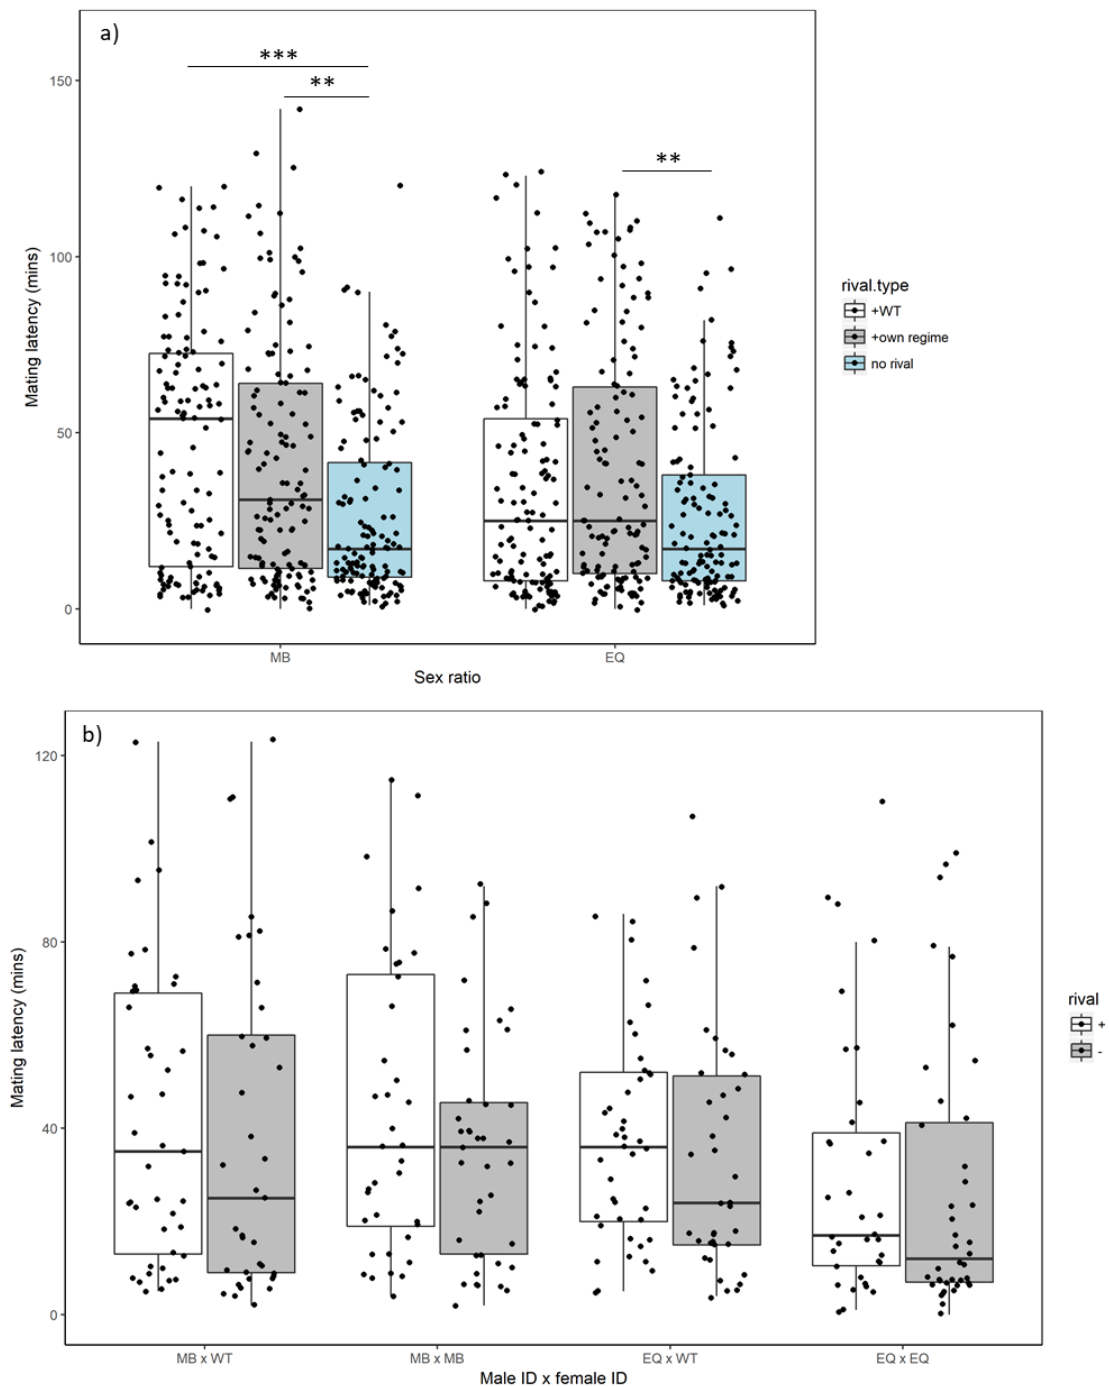 a)
***
**
**
150
100
50
0
Mating latency (mins)
MB
EQ
Sex ratio
rival.type
+WT
+own regime
no rival
b)
120
80
40
0
Mating latency (mins)
MB x WT
MB x MB
EQ x WT
EQ x EQ
Male ID x female ID
rival
+
-